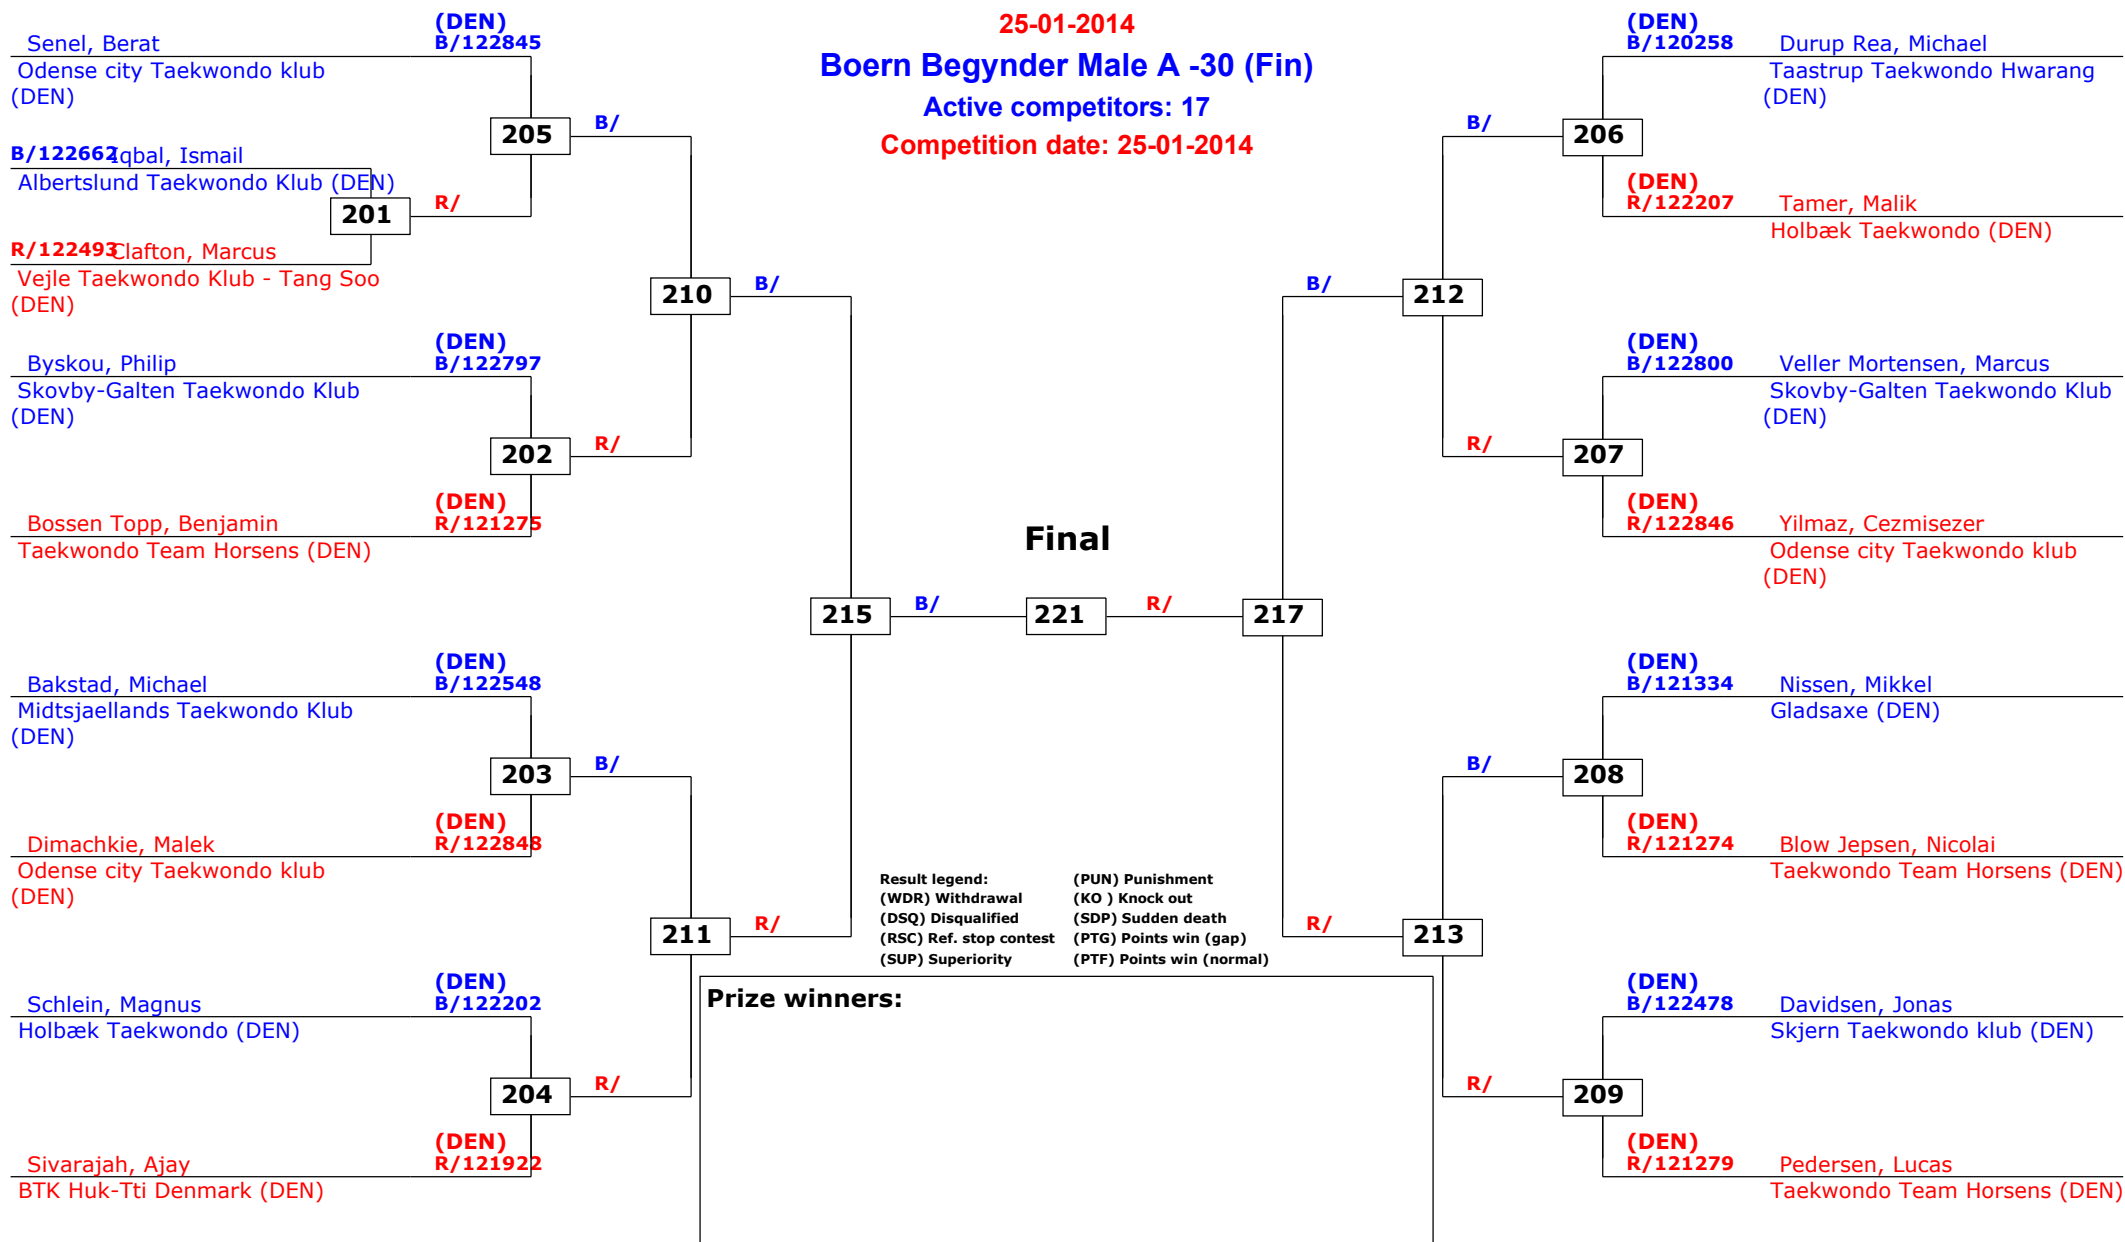 25-01-2014
Boern Begynder Male A -30 (Fin)
Active competitors: 17
Competition date: 25-01-2014
(DEN)
Senel, Berat B/122845
Odense city Taekwondo klub
(DEN)
205
B/
B/122662 Iqbal, Ismail
Albertslund Taekwondo Klub (DEN)
201
R/
R/122493 Clafton, Marcus
Vejle Taekwondo Klub - Tang Soo
(DEN)
210
B/
(DEN)
Byskou, Philip B/122797
Skovby-Galten Taekwondo Klub
(DEN)
202
R/
(DEN)
Bossen Topp, Benjamin R/121275
Taekwondo Team Horsens (DEN)
215
B/
(DEN)
Bakstad, Michael B/122548
Midtsjaellands Taekwondo Klub
(DEN)
203
B/
(DEN)
Dimachkie, Malek R/122848
Odense city Taekwondo klub
(DEN)
211
R/
(DEN)
Schlein, Magnus B/122202
Holbæk Taekwondo (DEN)
204
R/
(DEN)
Sivarajah, Ajay R/121922
BTK Huk-Tti Denmark (DEN)
Final
221
R/
217
(DEN)
B/120258 Durup Rea, Michael
Taastrup Taekwondo Hwarang
(DEN)
B/
206
(DEN)
R/122207 Tamer, Malik
Holbæk Taekwondo (DEN)
B/
212
(DEN)
B/122800 Veller Mortensen, Marcus
Skovby-Galten Taekwondo Klub
(DEN)
R/
207
(DEN)
R/122846 Yilmaz, Cezmisezer
Odense city Taekwondo klub
(DEN)
(DEN)
B/121334 Nissen, Mikkel
Gladsaxe (DEN)
B/
208
(DEN)
R/121274 Blow Jepsen, Nicolai
Taekwondo Team Horsens (DEN)
R/
213
(DEN)
B/122478 Davidsen, Jonas
Skjern Taekwondo klub (DEN)
R/
209
(DEN)
R/121279 Pedersen, Lucas
Taekwondo Team Horsens (DEN)
Result legend: (PUN) Punishment
(WDR) Withdrawal (KO ) Knock out
(DSQ) Disqualified (SDP) Sudden death
(RSC) Ref. stop contest (PTG) Points win (gap)
(SUP) Superiority (PTF) Points win (normal)
Prize winners: